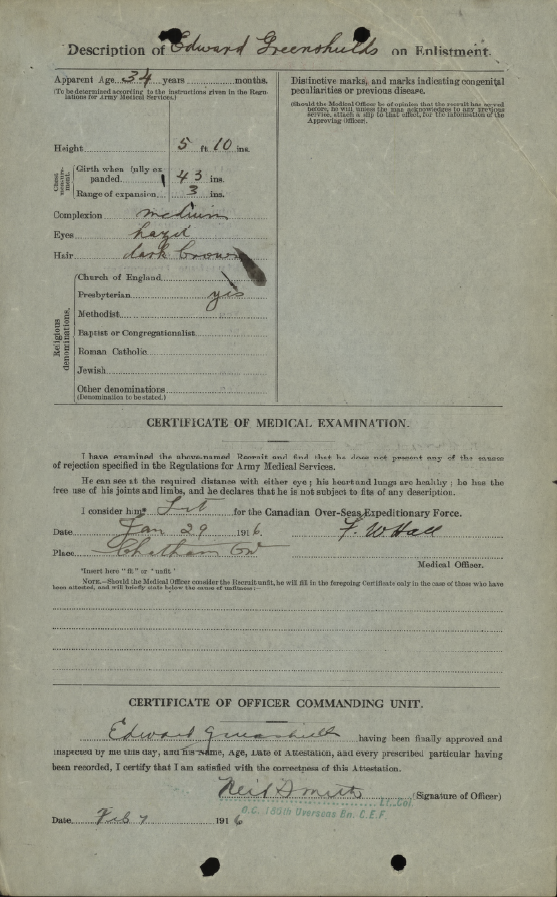 Description of Edward Greenshields on Enlistment.
Apparent Age 34 years months.
(To be determined according to the instructions given in the Regulations for Army Medical Services.)
Height 5 ft. 10 ins.
Chest measurement.
Girth when fully expanded 43 ins.
Range of expansion 3 ins.
Complexion medium
Eyes hazel
Hair dark brown
Religious denominations.
Church of England
Presbyterian yes
Methodist
Baptist or Congregationalist
Roman Catholic
Jewish
Other denominations
(Denomination to be stated.)
Distinctive marks, and marks indicating congenital
peculiarities or previous disease.
(Should the Medical Officer be of opinion that the recruit has served
before, he will, unless the man acknowledges to any previous
service, attach a slip to that effect, for the information of the
Approving Officer.)
CERTIFICATE OF MEDICAL EXAMINATION.
I have examined the above-named Recruit and find that he does not present any of the causes
of rejection specified in the Regulations for Army Medical Services.
He can see at the required distance with either eye; his heart and lungs are healthy; he has the
free use of his joints and limbs, and he declares that he is not subject to fits of any description.
I consider him* Fit for the Canadian Over-Seas Expeditionary Force.
Date Jan 29 1916. F. W Hall
Place Chatham Ont
Medical Officer.
*Insert here "fit" or "unfit."
NOTE.—Should the Medical Officer consider the Recruit unfit, he will fill in the foregoing Certificate only in the case of those who have
been attested, and will briefly state below the cause of unfitness:—
CERTIFICATE OF OFFICER COMMANDING UNIT.
Edward Greenshields having been finally approved and
inspected by me this day, and his Name, Age, Date of Attestation, and every prescribed particular having
been recorded, I certify that I am satisfied with the correctness of this Attestation.
Neil Smith (Signature of Officer)
Lt. Col.
O.C. 186th Overseas Bn. C.E.F.
Date Feb 7 1916